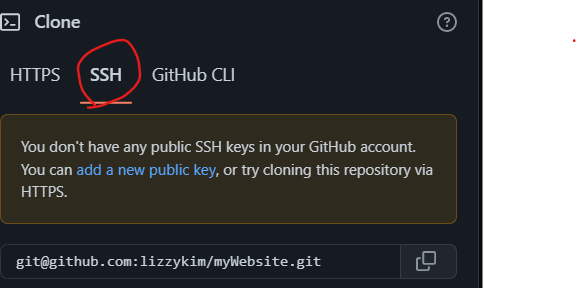 Clone
HTTPS SSH GitHub CLI
You don't have any public SSH keys in your GitHub account.
You can add a new public key, or try cloning this repository via
HTTPS.
git@github.com:lizzykim/myWebsite.git